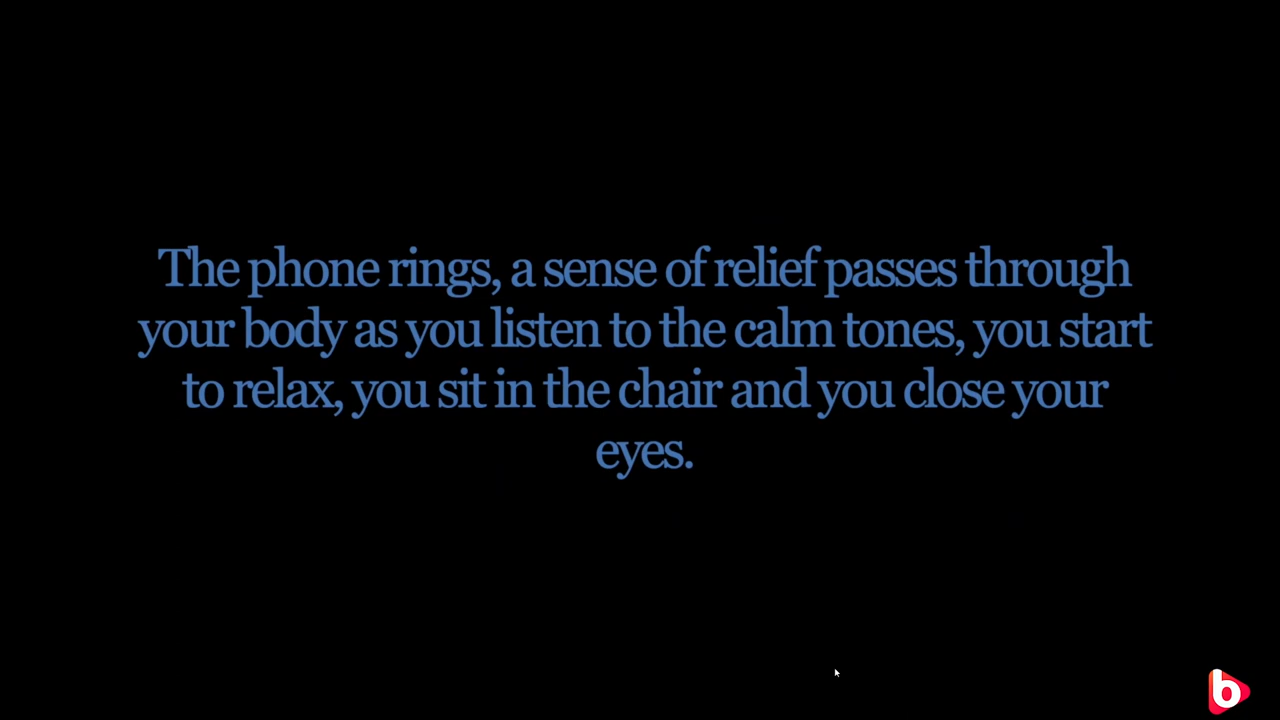 The phone rings, a sense of relief passes through
your body as you listen to the calm tones, you start
to relax, you sit in the chair and you close your
eyes.
b